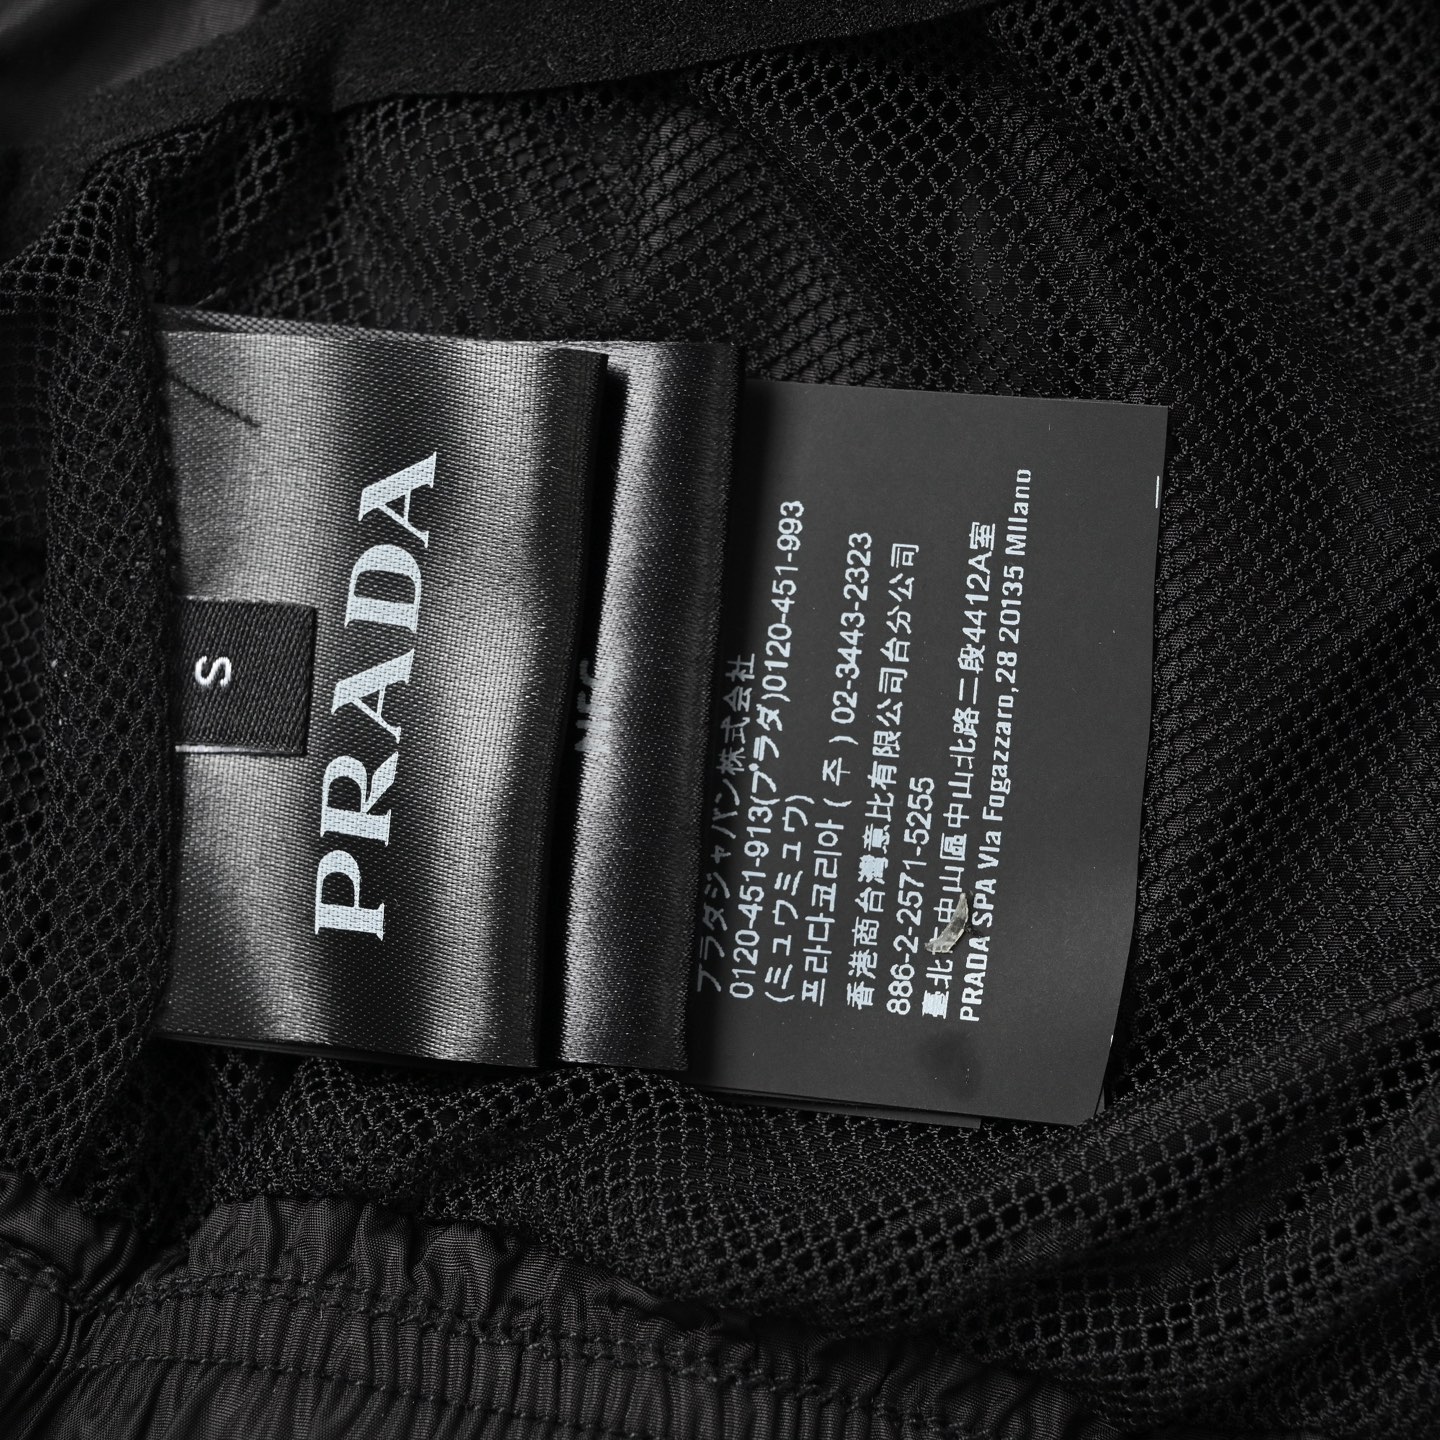 PRADA
S
プラダジャパン株式会社
0120-451-913(プラダ)0120-451-993
(ミュウミュウ)
프라다코리아 (주) 02-3443-2323
香港商台灣意比有限公司台分公司
886-2-2571-5255
臺北市中山區中山北路二段4412A室
PRADA SPA VIa Fogazzaro,28 20135 MIlano